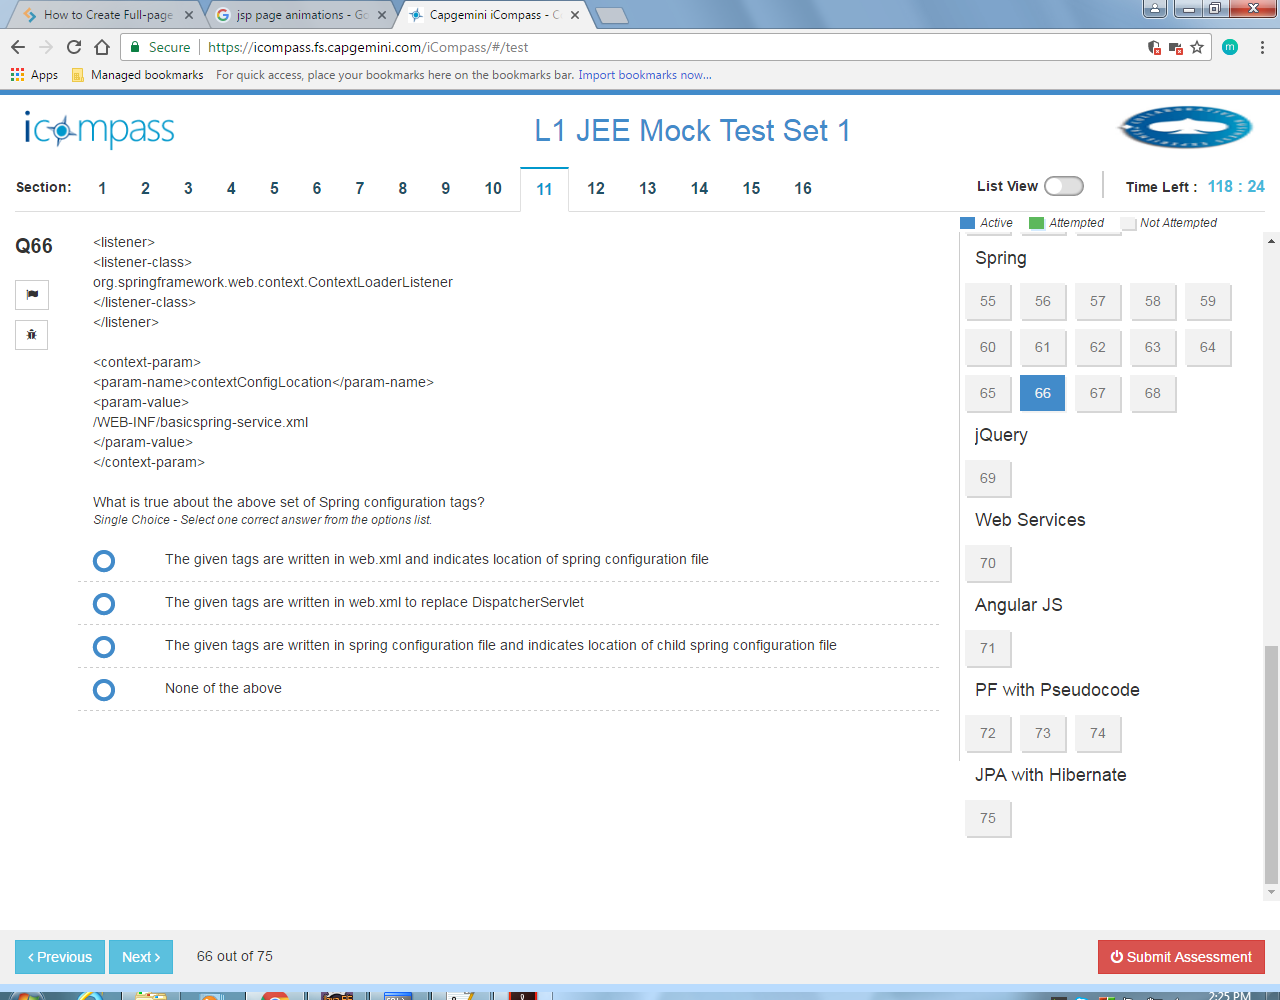 How to Create Full-page
jsp page animations - Go
Capgemini iCompass - C
Secure
https://icompass.fs.capgemini.com/iCompass/#/test
m
Apps
Managed bookmarks
For quick access, place your bookmarks here on the bookmarks bar. Import bookmarks now...
icompass
L1 JEE Mock Test Set 1
Section: 1 2 3 4 5 6 7 8 9 10 11 12 13 14 15 16
List View
Time Left : 118 : 24
Active Attempted Not Attempted
Q66
<listener>
<listener-class>
org.springframework.web.context.ContextLoaderListener
</listener-class>
</listener>
<context-param>
<param-name>contextConfigLocation</param-name>
<param-value>
/WEB-INF/basicspring-service.xml
</param-value>
</context-param>
What is true about the above set of Spring configuration tags?
Single Choice - Select one correct answer from the options list.
The given tags are written in web.xml and indicates location of spring configuration file
The given tags are written in web.xml to replace DispatcherServlet
The given tags are written in spring configuration file and indicates location of child spring configuration file
None of the above
Spring
55 56 57 58 59
60 61 62 63 64
65 66 67 68
jQuery
69
Web Services
70
Angular JS
71
PF with Pseudocode
72 73 74
JPA with Hibernate
75
‹ Previous
Next ›
66 out of 75
Submit Assessment
2:25 PM